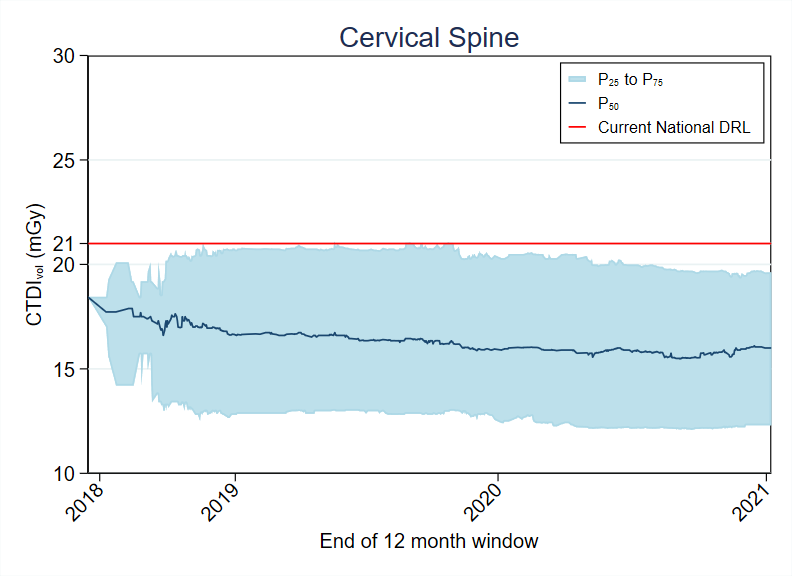 Cervical Spine
30
25
21
20
15
10
CTDIvol (mGy)
P25 to P75
P50
Current National DRL
2018
2019
2020
2021
End of 12 month window